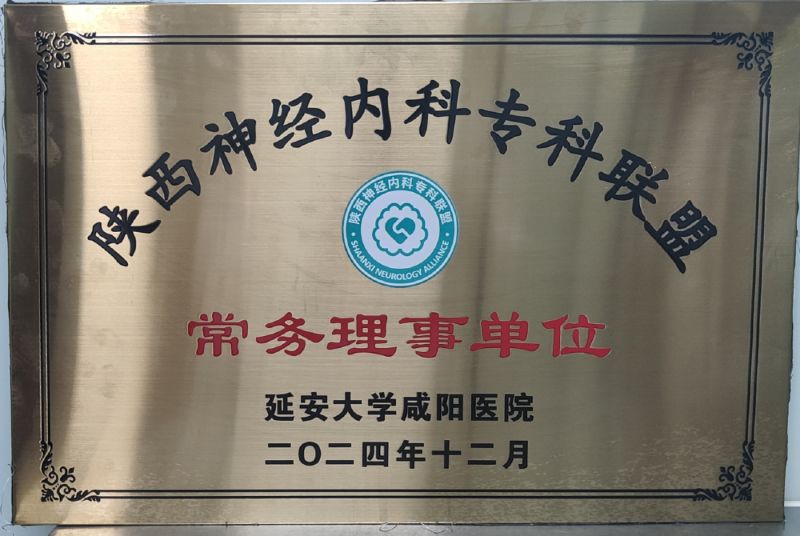 陕西神经内科专科联盟
陕西神经内科专科联盟
SHAANXI NEUROLOGY ALLIANCE
常务理事单位
延安大学咸阳医院
二〇二四年十二月